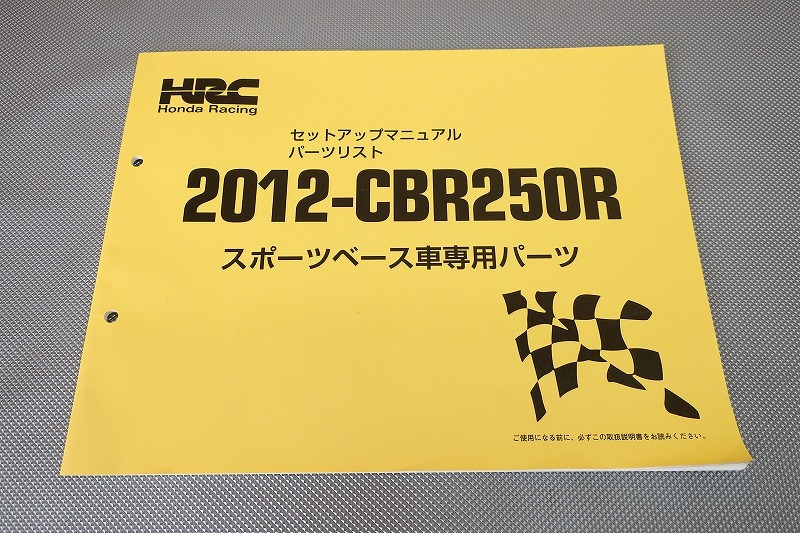 HRC
Honda Racing
セットアップマニュアル
パーツリスト
2012-CBR250R
スポーツベース車専用パーツ
ご使用になる前に、必ずこの取扱説明書をお読みください。